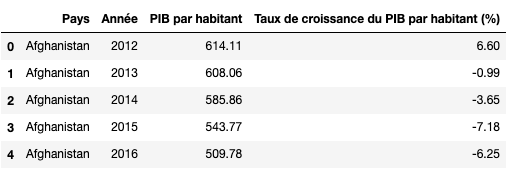 Pays Année PIB par habitant Taux de croissance du PIB par habitant (%)
0 Afghanistan 2012 614.11 6.60
1 Afghanistan 2013 608.06 -0.99
2 Afghanistan 2014 585.86 -3.65
3 Afghanistan 2015 543.77 -7.18
4 Afghanistan 2016 509.78 -6.25